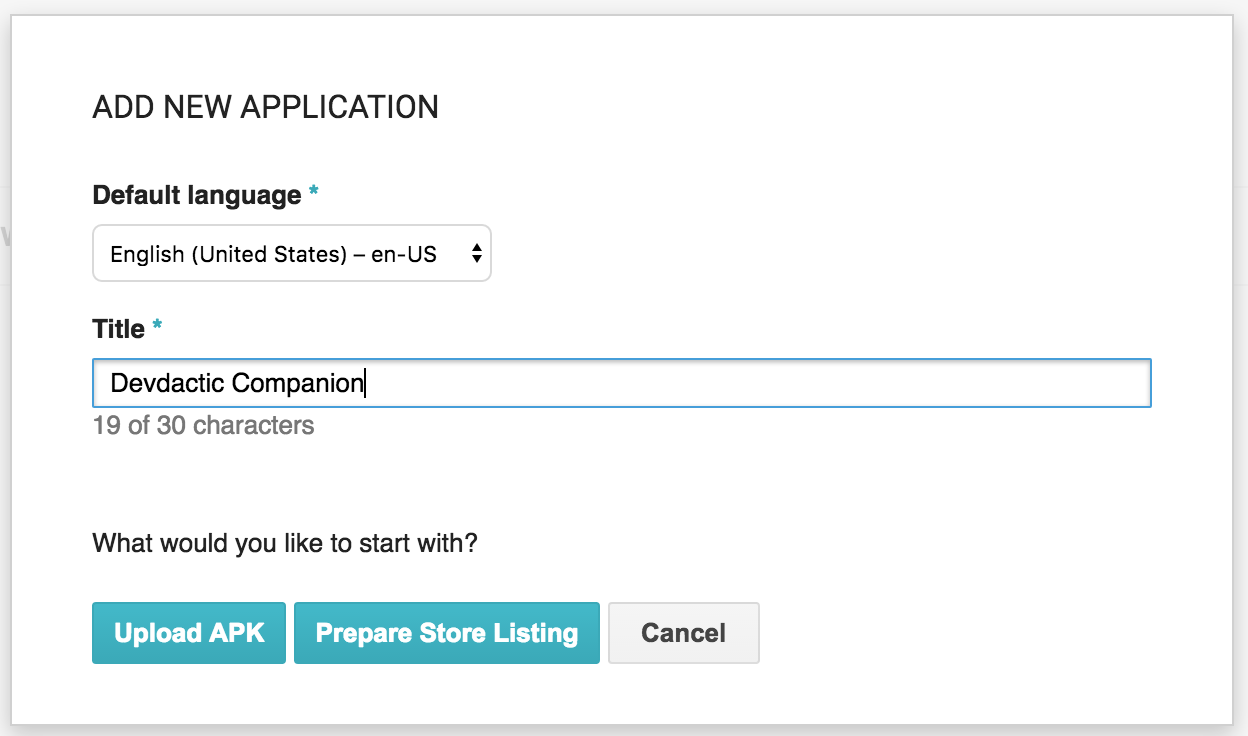 ADD NEW APPLICATION
Default language *
English (United States) – en-US
Title *
Devdactic Companion
19 of 30 characters
What would you like to start with?
Upload APK Prepare Store Listing Cancel